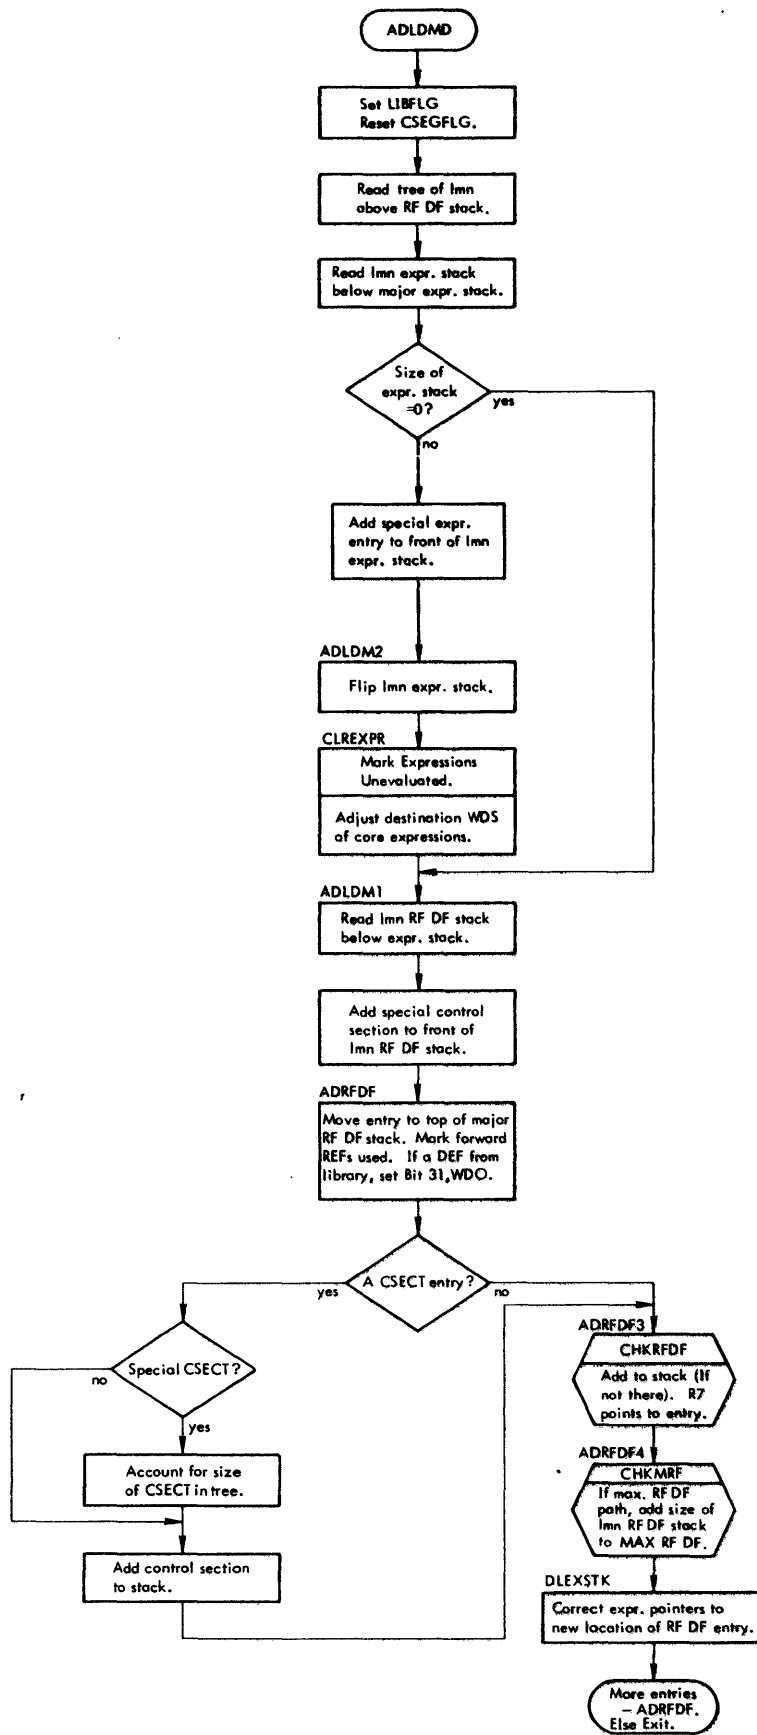 ADLDMD
Set LIBFLG
Reset CSEGFLG.
Read tree of lmn
above RF DF stack.
Read lmn expr. stack
below major expr. stack.
Size of
expr. stack
=0?
yes
no
Add special expr.
entry to front of lmn
expr. stack.
ADLDM2
Flip lmn expr. stack.
CLREXPR
Mark Expressions
Unevaluated.
Adjust destination WDS
of core expressions.
ADLDM1
Read lmn RF DF stack
below expr. stack.
Add special control
section to front of
lmn RF DF stack.
ADRFDF
Move entry to top of major
RF DF stack. Mark forward
REFs used. If a DEF from
library, set Bit 31,WDO.
A CSECT entry?
yes
no
Special CSECT?
no
yes
Account for size
of CSECT in tree.
Add control section
to stack.
ADRFDF3
CHKRFDF
Add to stack (If
not there). R7
points to entry.
ADRFDF4
CHKMRF
If max. RF DF
path, add size of
lmn RF DF stack
to MAX RF DF.
DLEXSTK
Correct expr. pointers to
new location of RF DF entry.
More entries
– ADRFDF.
Else Exit.